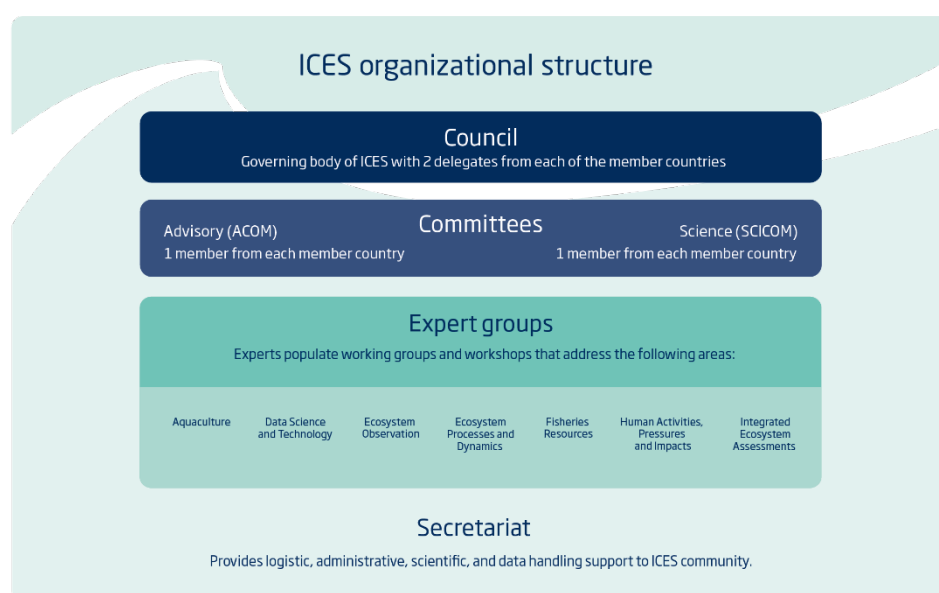 ICES organizational structure
Council
Governing body of ICES with 2 delegates from each of the member countries
Committees
Advisory (ACOM)
1 member from each member country
Science (SCICOM)
1 member from each member country
Expert groups
Experts populate working groups and workshops that address the following areas:
Aquaculture
Data Science
and Technology
Ecosystem
Observation
Ecosystem
Processes and
Dynamics
Fisheries
Resources
Human Activities,
Pressures
and Impacts
Integrated
Ecosystem
Assessments
Secretariat
Provides logistic, administrative, scientific, and data handling support to ICES community.